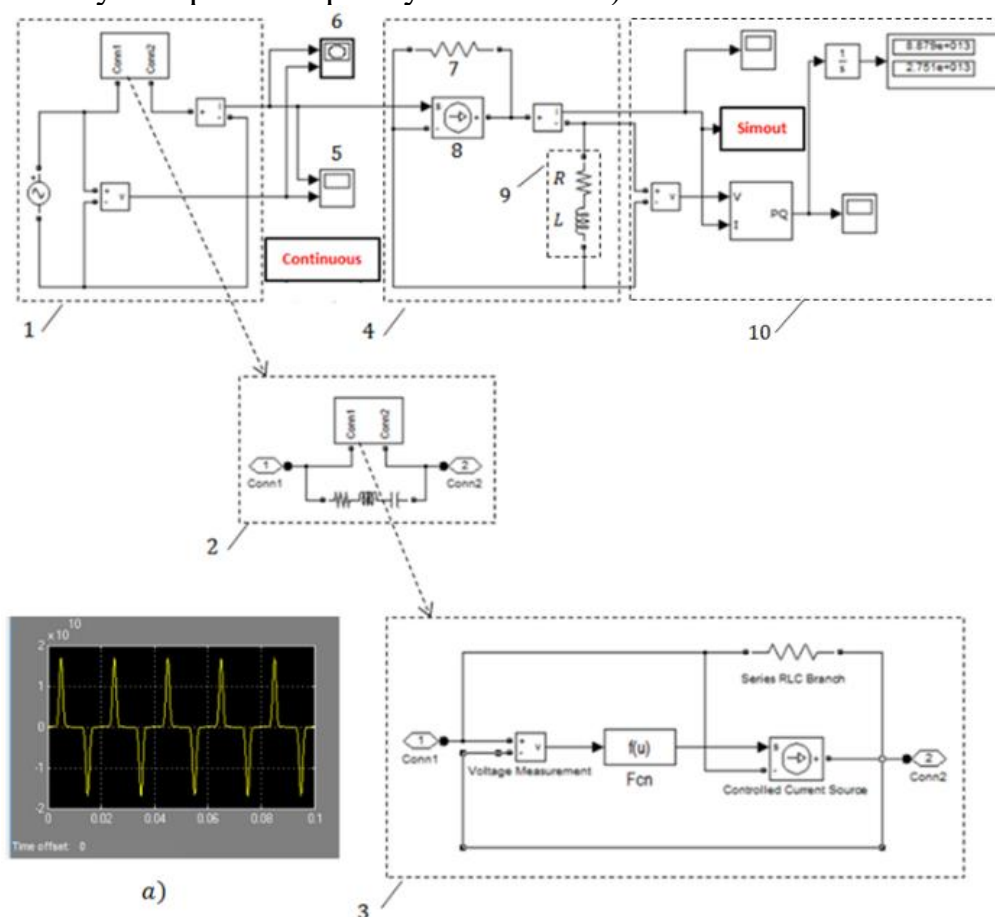 6
Conn1
Conn2
i
+
-
7
s
8
+
-
v
5
Continuous
9
R
L
Simout
V
I
PQ
1
s
8.879e+013
2.751e+013
1
4
10
Conn1
Conn2
1
Conn1
2
Conn2
2
x 10
10
2
1
0
-1
-2
0
0.02
0.04
0.06
0.08
0.1
Time offset: 0
a)
Series RLC Branch
1
Conn1
+
-
v
Voltage Measurement
f(u)
Fcn
s
-
+
Controlled Current Source
2
Conn2
3